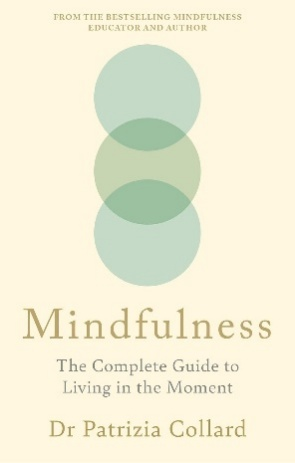 FROM THE BESTSELLING MINDFULNESS
EDUCATOR AND AUTHOR
Mindfulness
The Complete Guide to
Living in the Moment
Dr Patrizia Collard